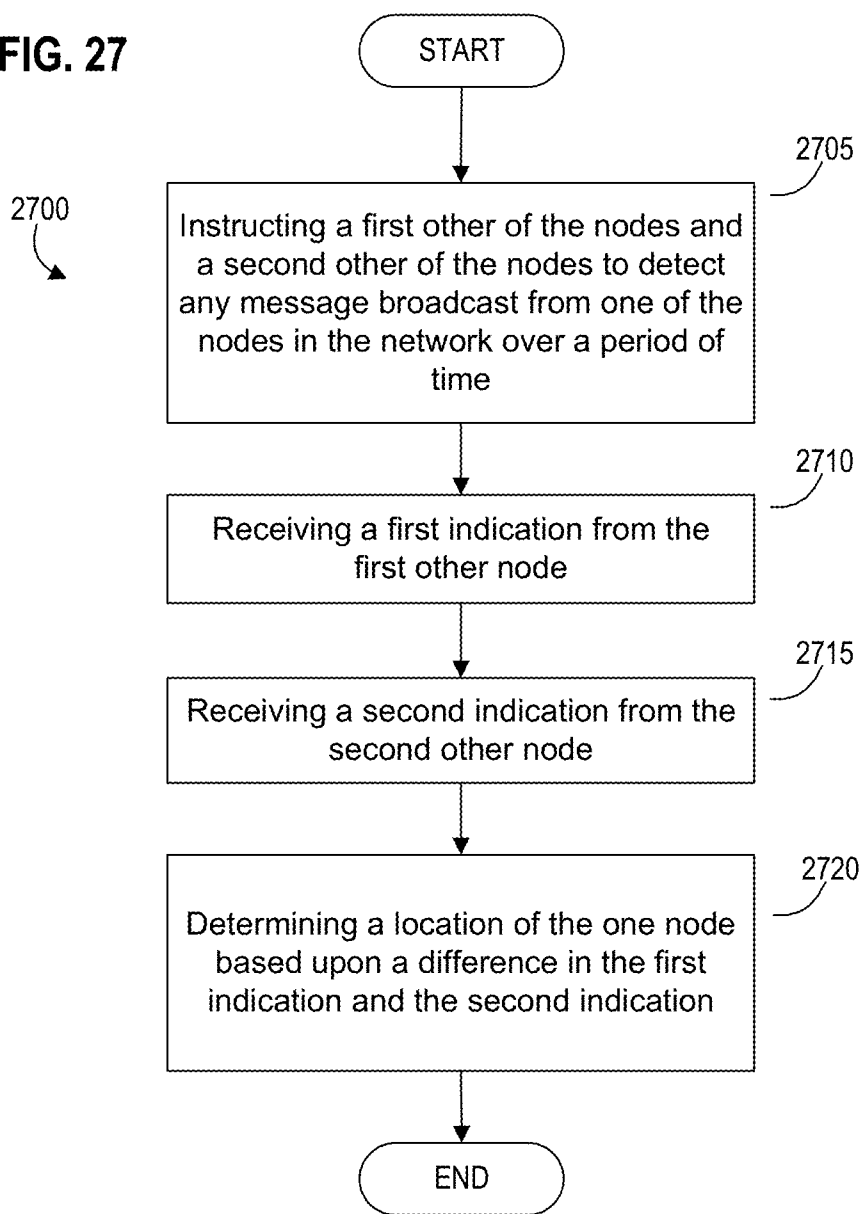 FIG. 27
START
2700
2705
Instructing a first other of the nodes and
a second other of the nodes to detect
any message broadcast from one of the
nodes in the network over a period of
time
2710
Receiving a first indication from the
first other node
2715
Receiving a second indication from the
second other node
2720
Determining a location of the one node
based upon a difference in the first
indication and the second indication
END